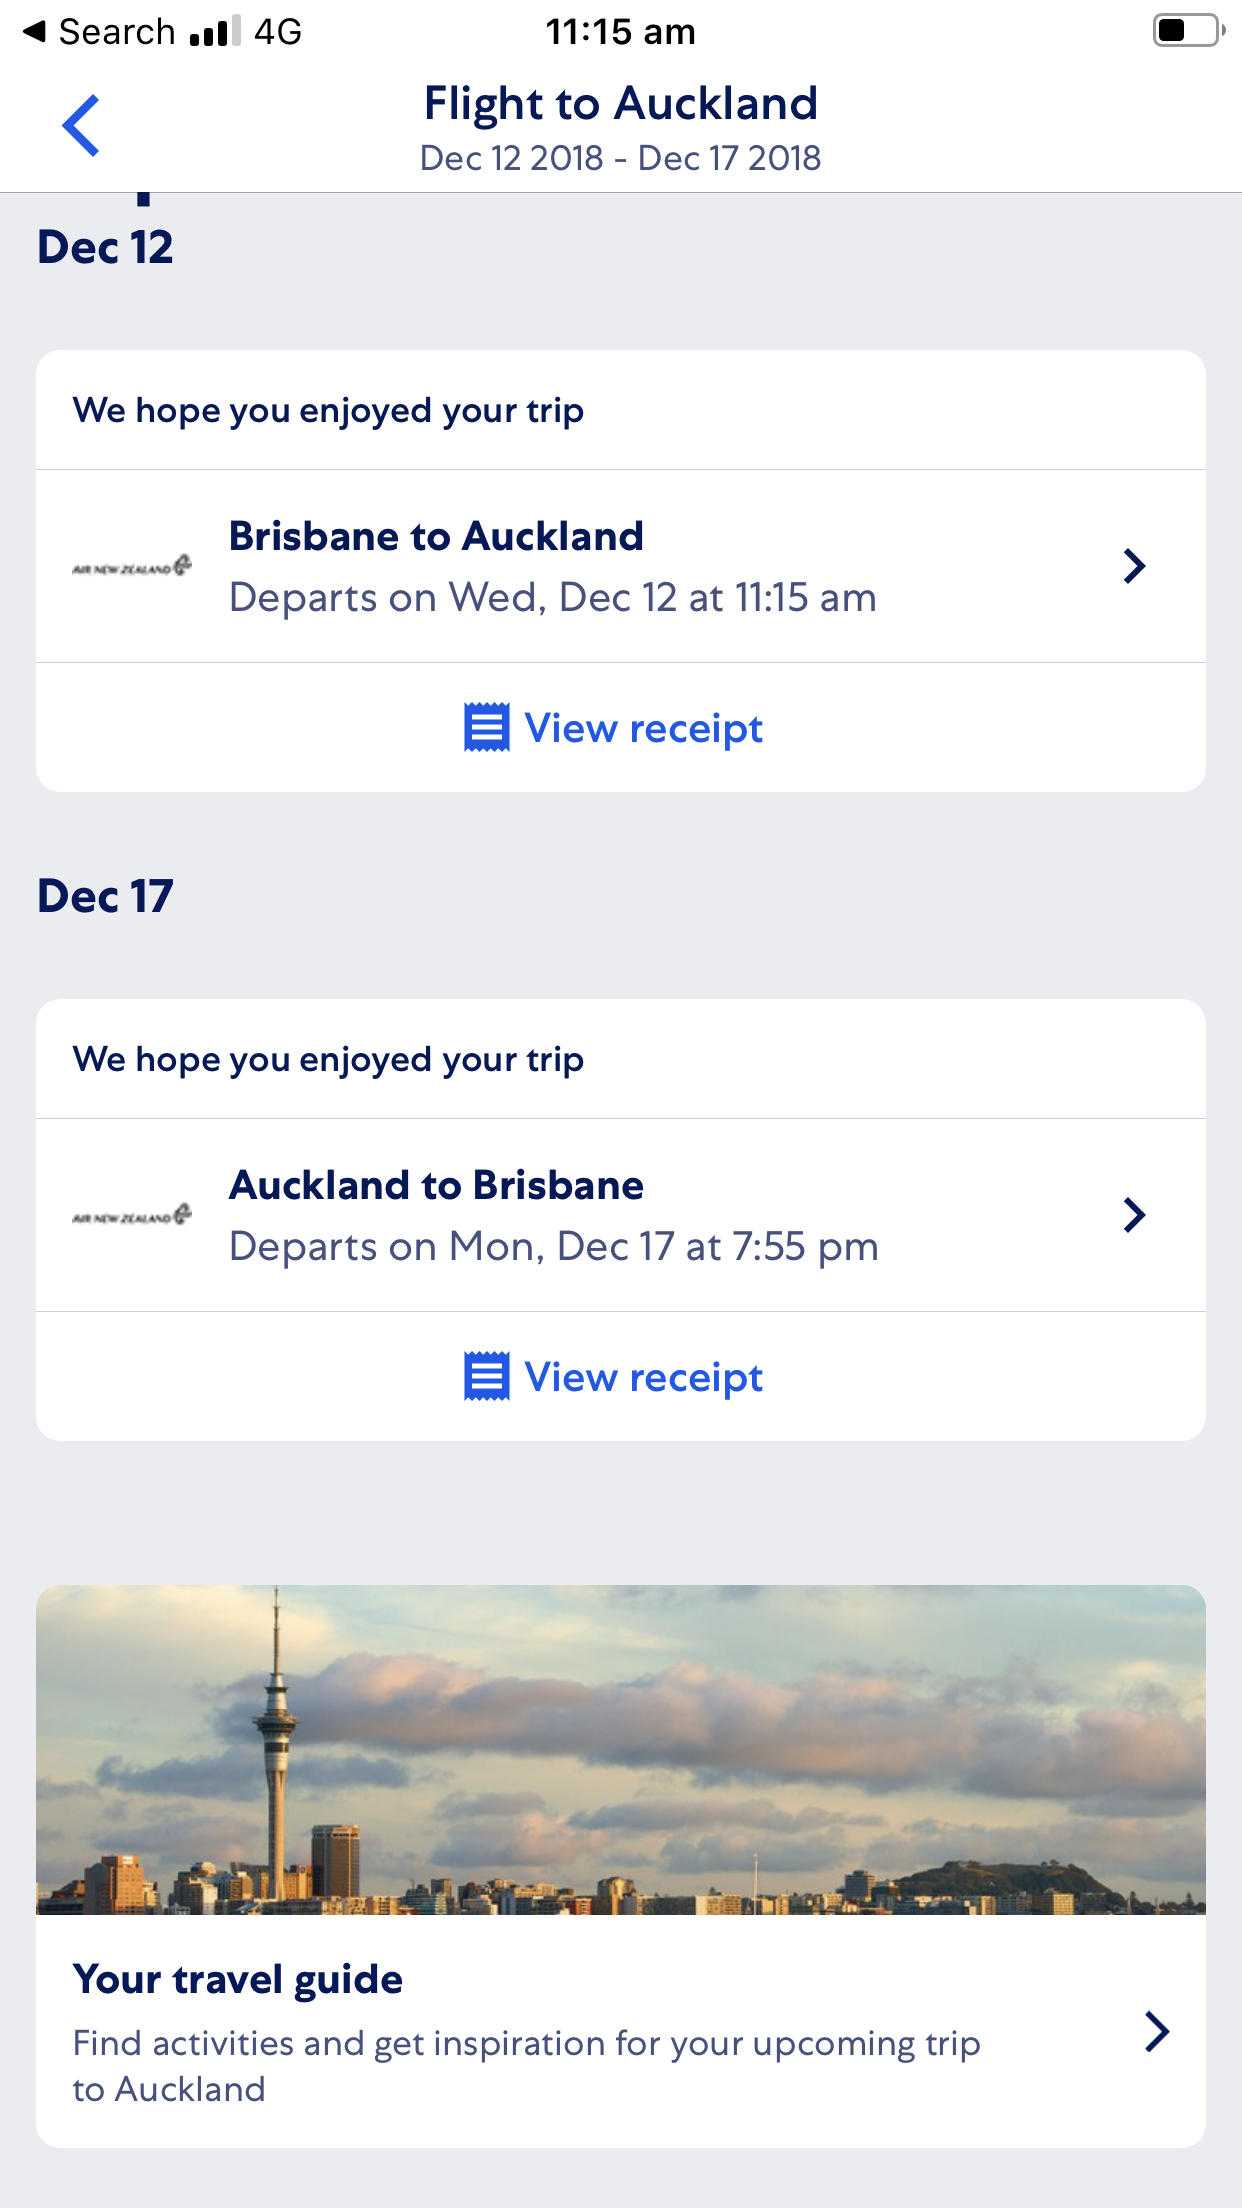 Search 4G 11:15 am
Flight to Auckland
Dec 12 2018 - Dec 17 2018
Dec 12
We hope you enjoyed your trip
AIR NEW ZEALAND
Brisbane to Auckland
Departs on Wed, Dec 12 at 11:15 am
View receipt
Dec 17
We hope you enjoyed your trip
AIR NEW ZEALAND
Auckland to Brisbane
Departs on Mon, Dec 17 at 7:55 pm
View receipt
Your travel guide
Find activities and get inspiration for your upcoming trip
to Auckland